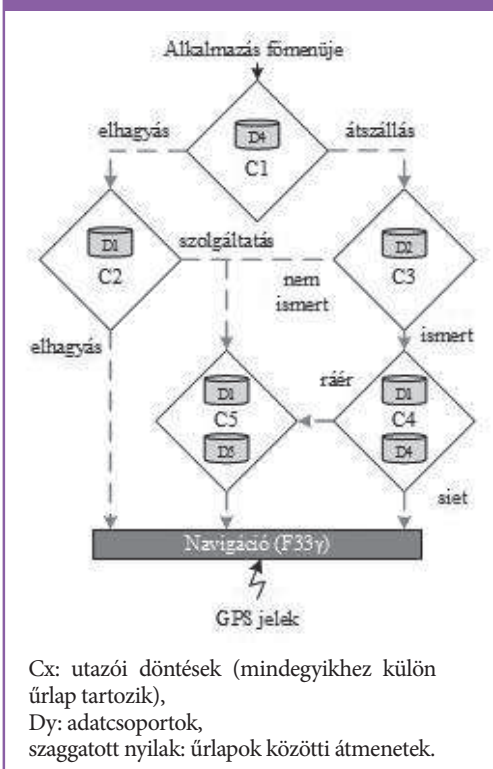 Alkalmazás főmenüje
elhagyás
átszállás
D4
C1
D1
C2
szolgáltatás
D2
C3
nem
ismert
elhagyás
ismert
ráér
D1
C5
D5
D1
C4
D4
siet
Navigáció (F33γ)
GPS jelek
Cx: utazói döntések (mindegyikhez külön
űrlap tartozik),
Dy: adatcsoportok,
szaggatott nyilak: űrlapok közötti átmenetek.